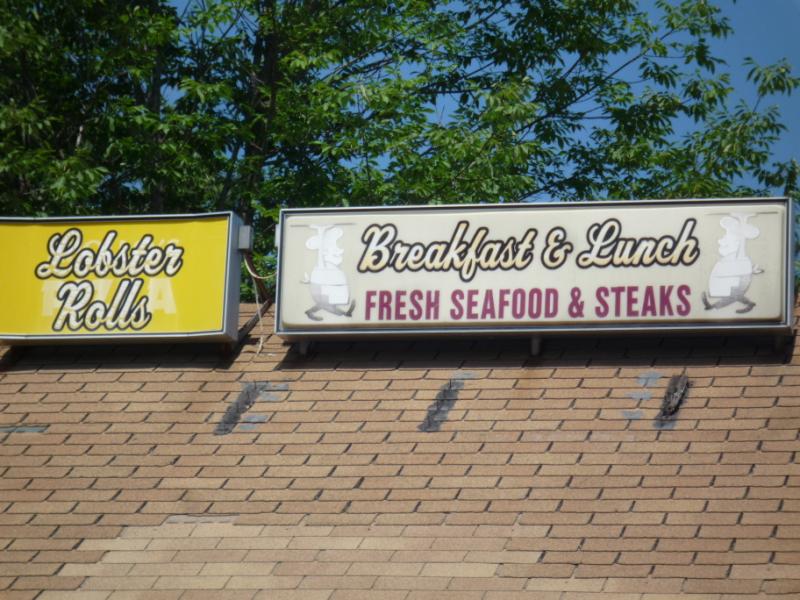 Lobster
Rolls
Breakfast & Lunch
FRESH SEAFOOD & STEAKS